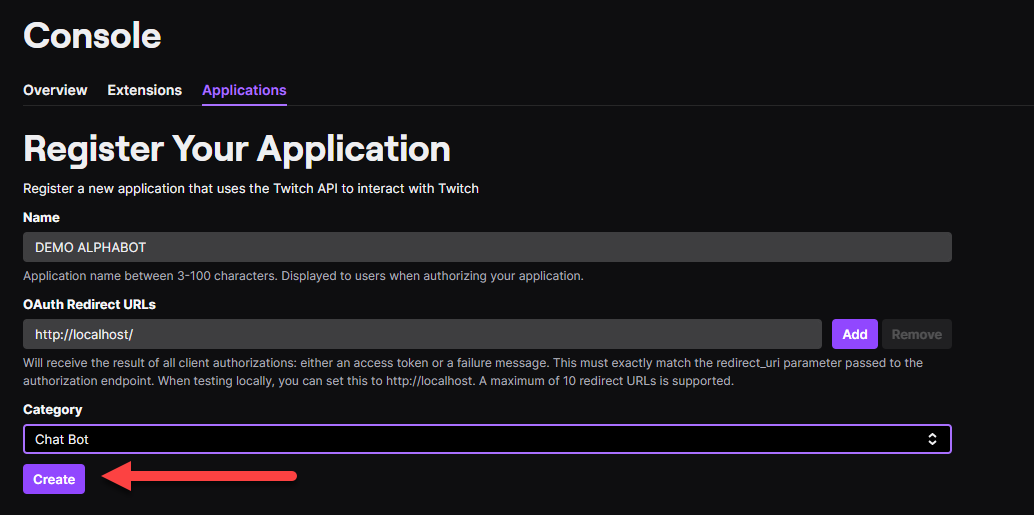 Console
Overview Extensions Applications
Register Your Application
Register a new application that uses the Twitch API to interact with Twitch
Name
DEMO ALPHABOT
Application name between 3-100 characters. Displayed to users when authorizing your application.
OAuth Redirect URLs
http://localhost/ Add Remove
Will receive the result of all client authorizations: either an access token or a failure message. This must exactly match the redirect_uri parameter passed to the
authorization endpoint. When testing locally, you can set this to http://localhost. A maximum of 10 redirect URLs is supported.
Category
Chat Bot
Create